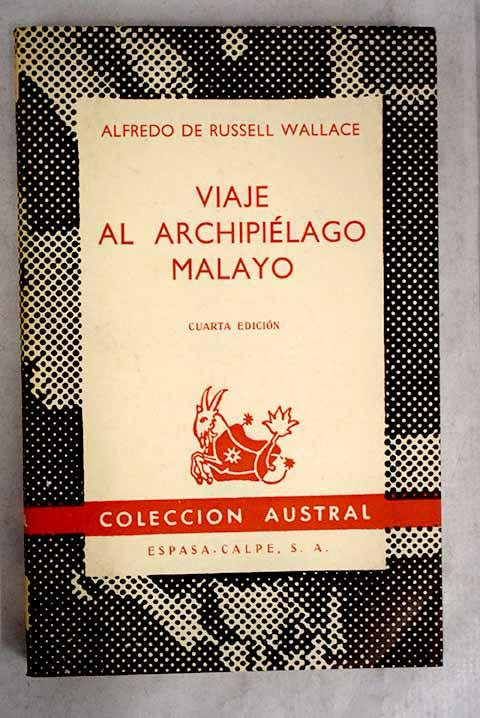 ALFREDO DE RUSSELL WALLACE
VIAJE
AL ARCHIPIÉLAGO
MALAYO
CUARTA EDICIÓN
COLECCION AUSTRAL
ESPASA-CALPE, S. A.